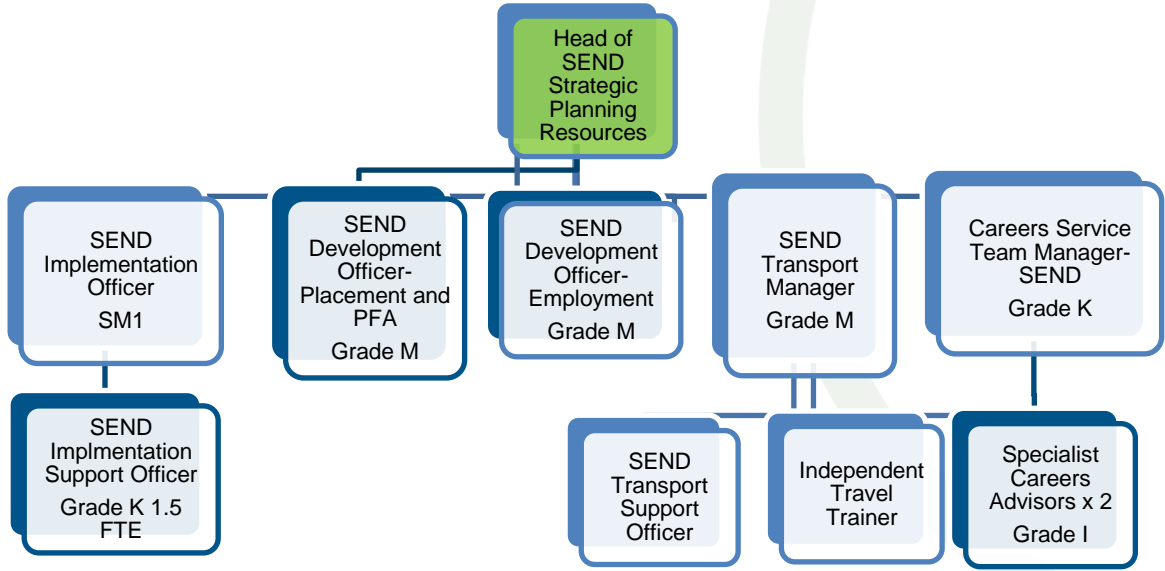 Head of
SEND
Strategic
Planning
Resources
SEND
Implementation
Officer
SM1
SEND
Development
Officer-
Placement and
PFA
Grade M
SEND
Development
Officer-
Employment
Grade M
SEND
Transport
Manager
Grade M
Careers Service
Team Manager-
SEND
Grade K
SEND
Implmentation
Support Officer
Grade K 1.5
FTE
SEND
Transport
Support
Officer
Independent
Travel
Trainer
Specialist
Careers
Advisors x 2
Grade I